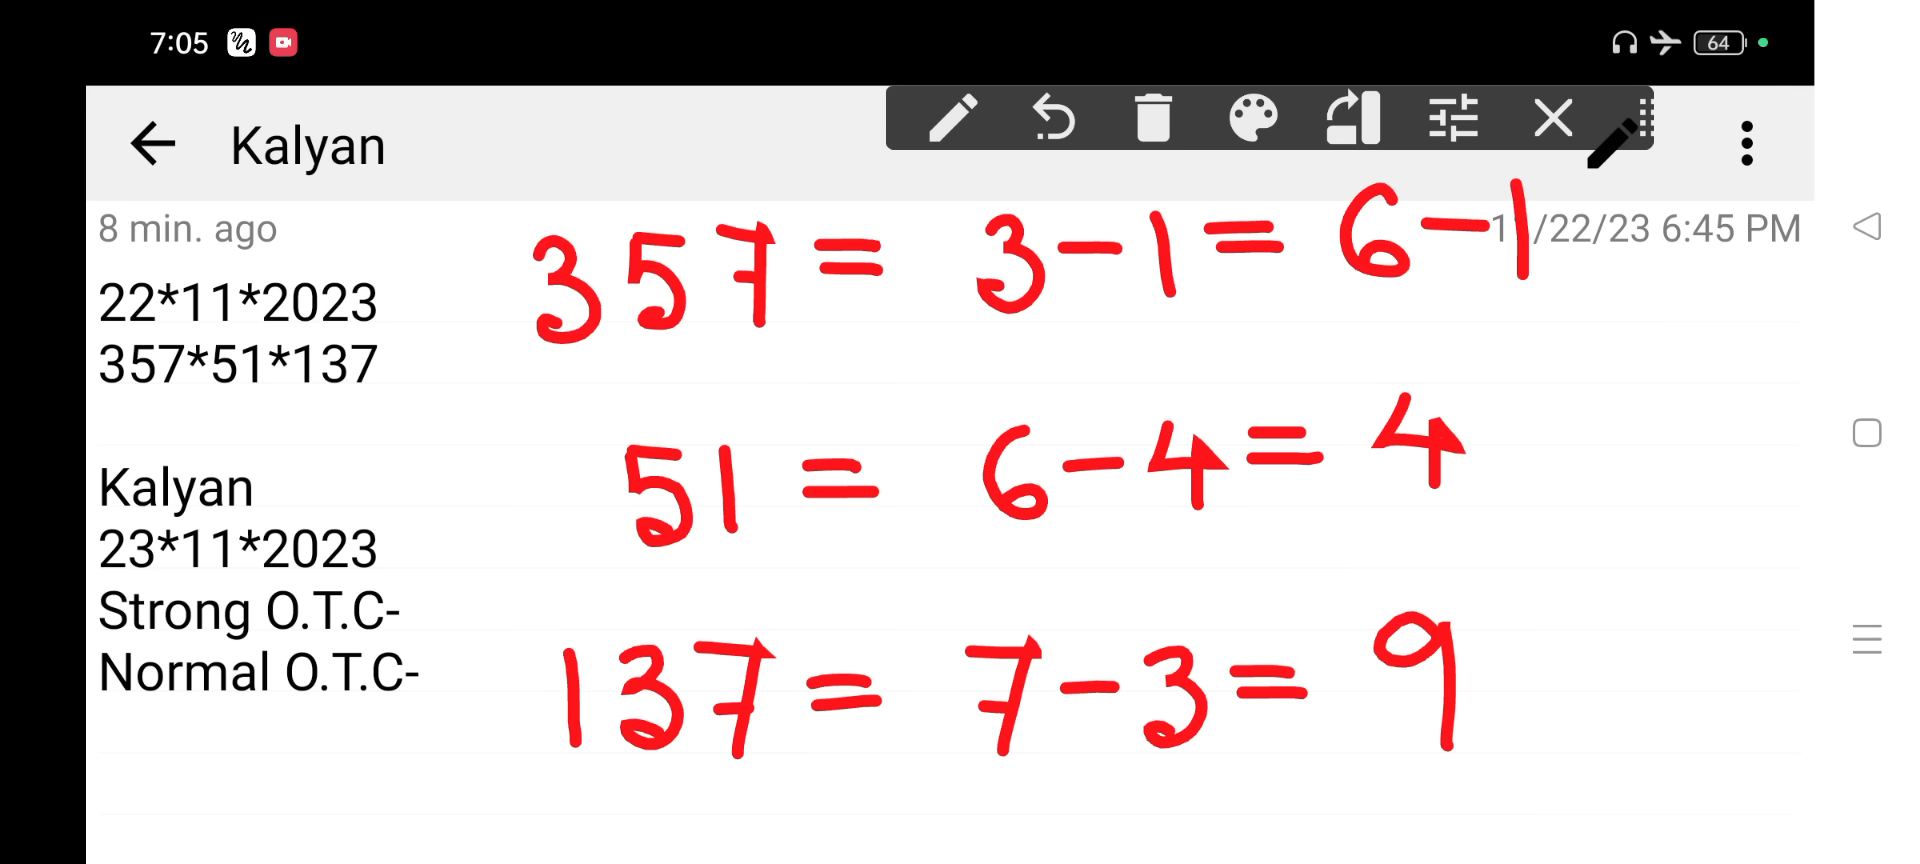 7:05
64
Kalyan
8 min. ago
/22/23 6:45 PM
357 = 3-1 = 6-1
22*11*2023
357*51*137
51 = 6-4 = 4
Kalyan
23*11*2023
Strong O.T.C-
Normal O.T.C-
137 = 7-3 = 9